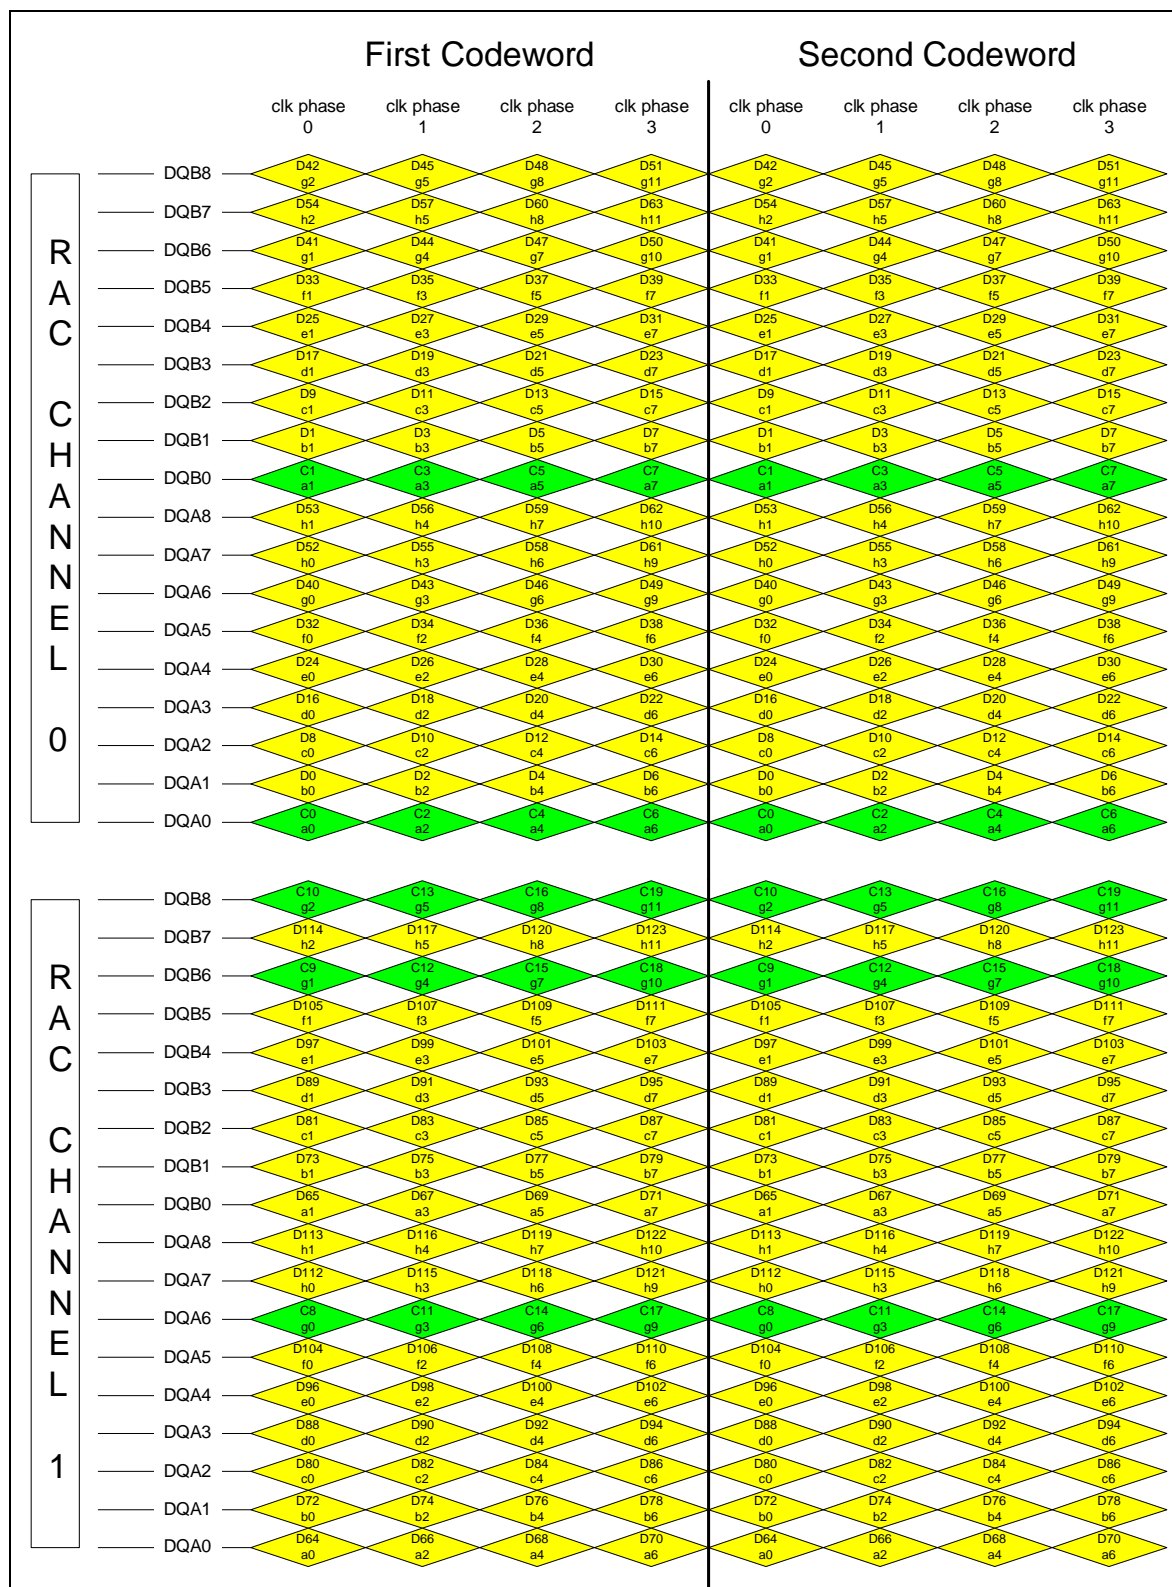 First Codeword Second Codeword
clk phase clk phase clk phase clk phase clk phase clk phase clk phase clk phase
0 1 2 3 0 1 2 3
RAC CHANNEL 0
DQB8 D42 D45 D48 D51 D42 D45 D48 D51
g2 g5 g8 g11 g2 g5 g8 g11
DQB7 D54 D57 D60 D63 D54 D57 D60 D63
h2 h5 h8 h11 h2 h5 h8 h11
DQB6 D41 D44 D47 D50 D41 D44 D47 D50
g1 g4 g7 g10 g1 g4 g7 g10
DQB5 D33 D35 D37 D39 D33 D35 D37 D39
f1 f3 f5 f7 f1 f3 f5 f7
DQB4 D25 D27 D29 D31 D25 D27 D29 D31
e1 e3 e5 e7 e1 e3 e5 e7
DQB3 D17 D19 D21 D23 D17 D19 D21 D23
d1 d3 d5 d7 d1 d3 d5 d7
DQB2 D9 D11 D13 D15 D9 D11 D13 D15
c1 c3 c5 c7 c1 c3 c5 c7
DQB1 D1 D3 D5 D7 D1 D3 D5 D7
b1 b3 b5 b7 b1 b3 b5 b7
DQB0 C1 C3 C5 C7 C1 C3 C5 C7
a1 a3 a5 a7 a1 a3 a5 a7
DQA8 D53 D56 D59 D62 D53 D56 D59 D62
h1 h4 h7 h10 h1 h4 h7 h10
DQA7 D52 D55 D58 D61 D52 D55 D58 D61
h0 h3 h6 h9 h0 h3 h6 h9
DQA6 D40 D43 D46 D49 D40 D43 D46 D49
g0 g3 g6 g9 g0 g3 g6 g9
DQA5 D32 D34 D36 D38 D32 D34 D36 D38
f0 f2 f4 f6 f0 f2 f4 f6
DQA4 D24 D26 D28 D30 D24 D26 D28 D30
e0 e2 e4 e6 e0 e2 e4 e6
DQA3 D16 D18 D20 D22 D16 D18 D20 D22
d0 d2 d4 d6 d0 d2 d4 d6
DQA2 D8 D10 D12 D14 D8 D10 D12 D14
c0 c2 c4 c6 c0 c2 c4 c6
DQA1 D0 D2 D4 D6 D0 D2 D4 D6
b0 b2 b4 b6 b0 b2 b4 b6
DQA0 C0 C2 C4 C6 C0 C2 C4 C6
a0 a2 a4 a6 a0 a2 a4 a6
RAC CHANNEL 1
DQB8 C10 C13 C16 C19 C10 C13 C16 C19
g2 g5 g8 g11 g2 g5 g8 g11
DQB7 D114 D117 D120 D123 D114 D117 D120 D123
h2 h5 h8 h11 h2 h5 h8 h11
DQB6 C9 C12 C15 C18 C9 C12 C15 C18
g1 g4 g7 g10 g1 g4 g7 g10
DQB5 D105 D107 D109 D111 D105 D107 D109 D111
f1 f3 f5 f7 f1 f3 f5 f7
DQB4 D97 D99 D101 D103 D97 D99 D101 D103
e1 e3 e5 e7 e1 e3 e5 e7
DQB3 D89 D91 D93 D95 D89 D91 D93 D95
d1 d3 d5 d7 d1 d3 d5 d7
DQB2 D81 D83 D85 D87 D81 D83 D85 D87
c1 c3 c5 c7 c1 c3 c5 c7
DQB1 D73 D75 D77 D79 D73 D75 D77 D79
b1 b3 b5 b7 b1 b3 b5 b7
DQB0 D65 D67 D69 D71 D65 D67 D69 D71
a1 a3 a5 a7 a1 a3 a5 a7
DQA8 D113 D116 D119 D122 D113 D116 D119 D122
h1 h4 h7 h10 h1 h4 h7 h10
DQA7 D112 D115 D118 D121 D112 D115 D118 D121
h0 h3 h6 h9 h0 h3 h6 h9
DQA6 C8 C11 C14 C17 C8 C11 C14 C17
g0 g3 g6 g9 g0 g3 g6 g9
DQA5 D104 D106 D108 D110 D104 D106 D108 D110
f0 f2 f4 f6 f0 f2 f4 f6
DQA4 D96 D98 D100 D102 D96 D98 D100 D102
e0 e2 e4 e6 e0 e2 e4 e6
DQA3 D88 D90 D92 D94 D88 D90 D92 D94
d0 d2 d4 d6 d0 d2 d4 d6
DQA2 D80 D82 D84 D86 D80 D82 D84 D86
c0 c2 c4 c6 c0 c2 c4 c6
DQA1 D72 D74 D76 D78 D72 D74 D76 D78
b0 b2 b4 b6 b0 b2 b4 b6
DQA0 D64 D66 D68 D70 D64 D66 D68 D70
a0 a2 a4 a6 a0 a2 a4 a6